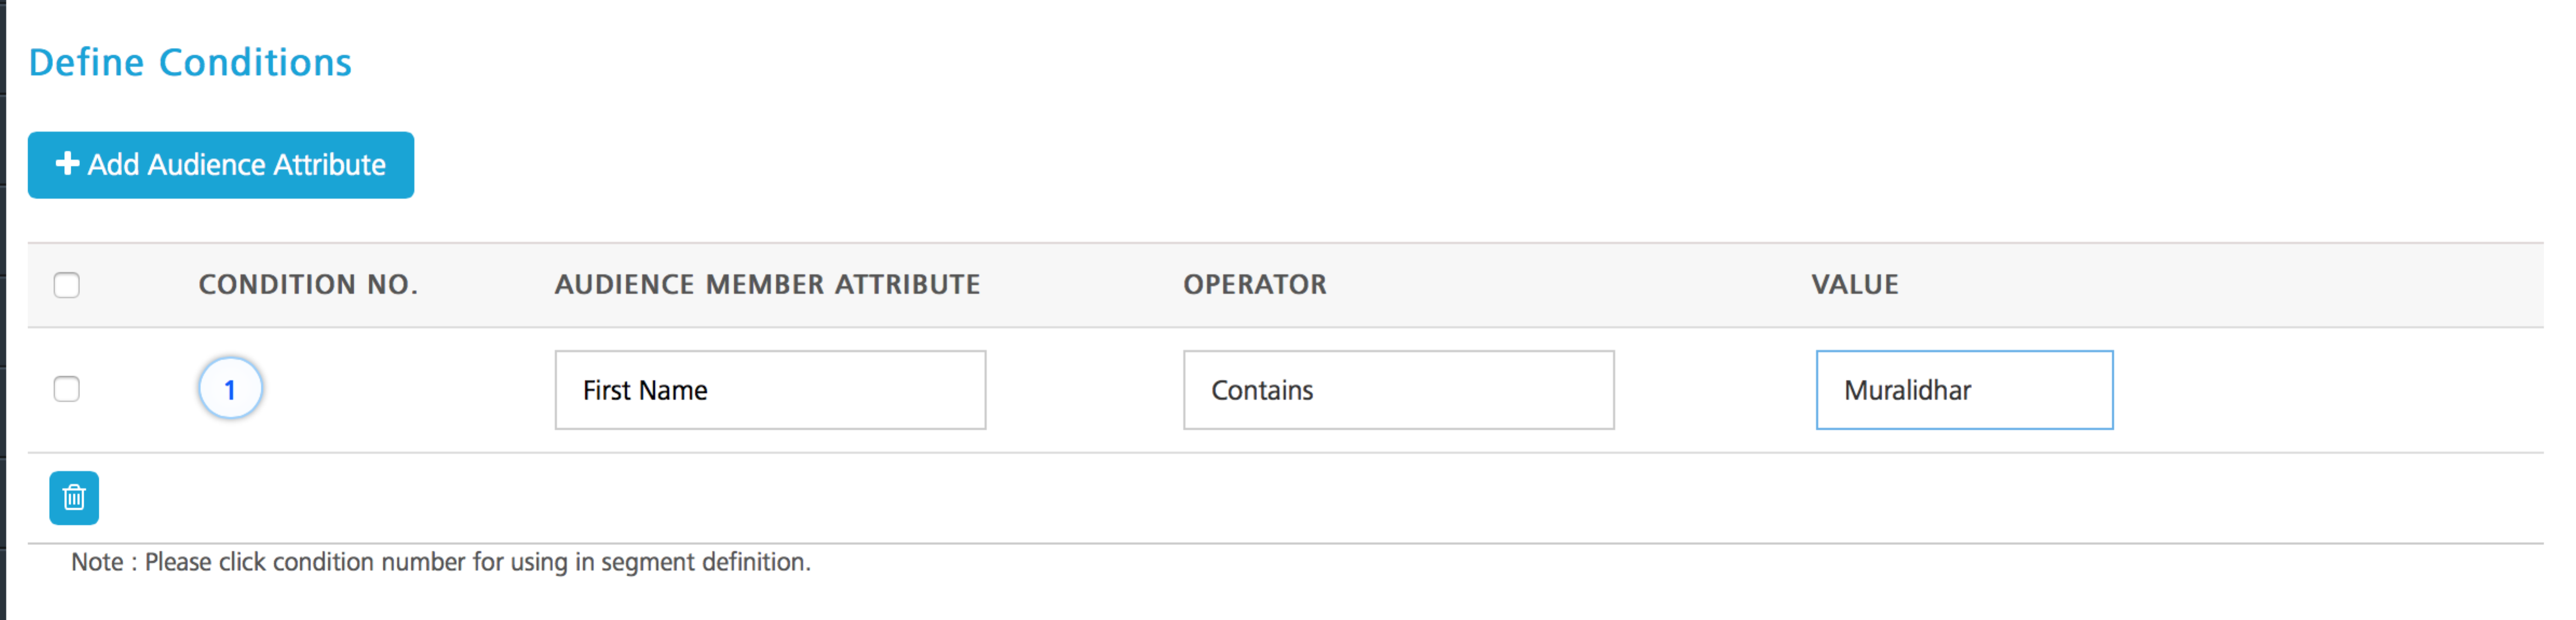 Define Conditions
Add Audience Attribute
CONDITION NO. AUDIENCE MEMBER ATTRIBUTE OPERATOR VALUE
1 First Name Contains Muralidhar
Note : Please click condition number for using in segment definition.